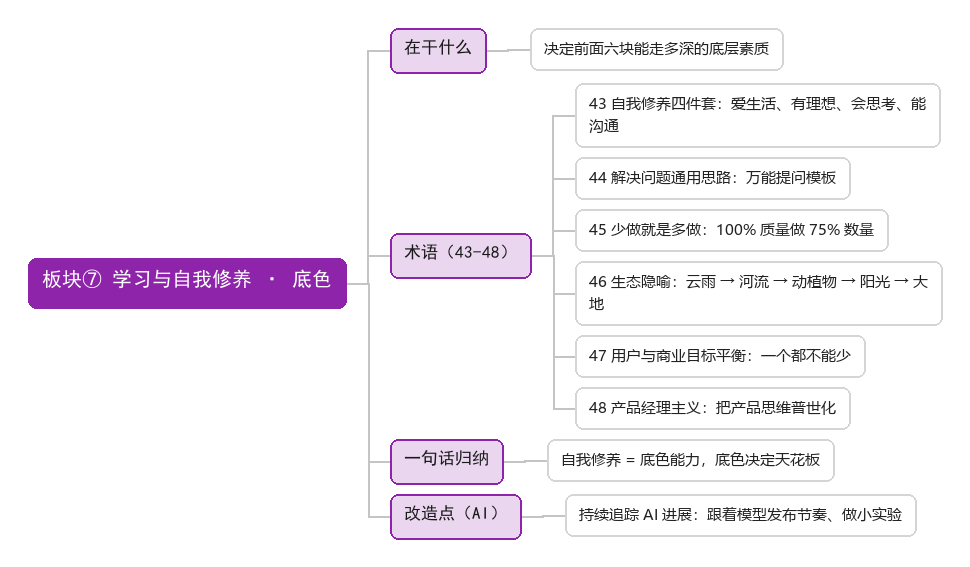 板块⑦ 学习与自我修养 · 底色
在干什么
决定前面六块能走多深的底层素质
术语（43-48）
43 自我修养四件套：爱生活、有理想、会思考、能
沟通
44 解决问题通用思路：万能提问模板
45 少做就是多做：100% 质量做 75% 数量
46 生态隐喻：云雨 → 河流 → 动植物 → 阳光 → 大
地
47 用户与商业目标平衡：一个都不能少
48 产品经理主义：把产品思维普世化
一句话归纳
自我修养 = 底色能力，底色决定天花板
改造点（AI）
持续追踪 AI 进展：跟着模型发布节奏、做小实验